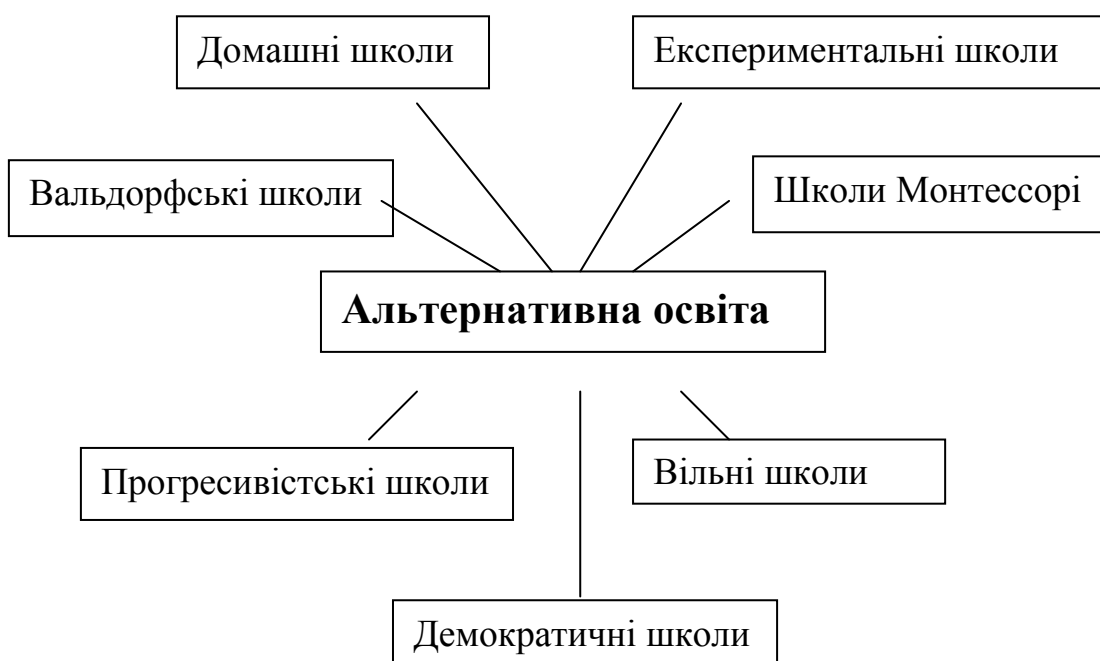 Домашні школи
Експериментальні школи
Вальдорфські школи
Школи Монтессорі
Альтернативна освіта
Прогресивістські школи
Вільні школи
Демократичні школи